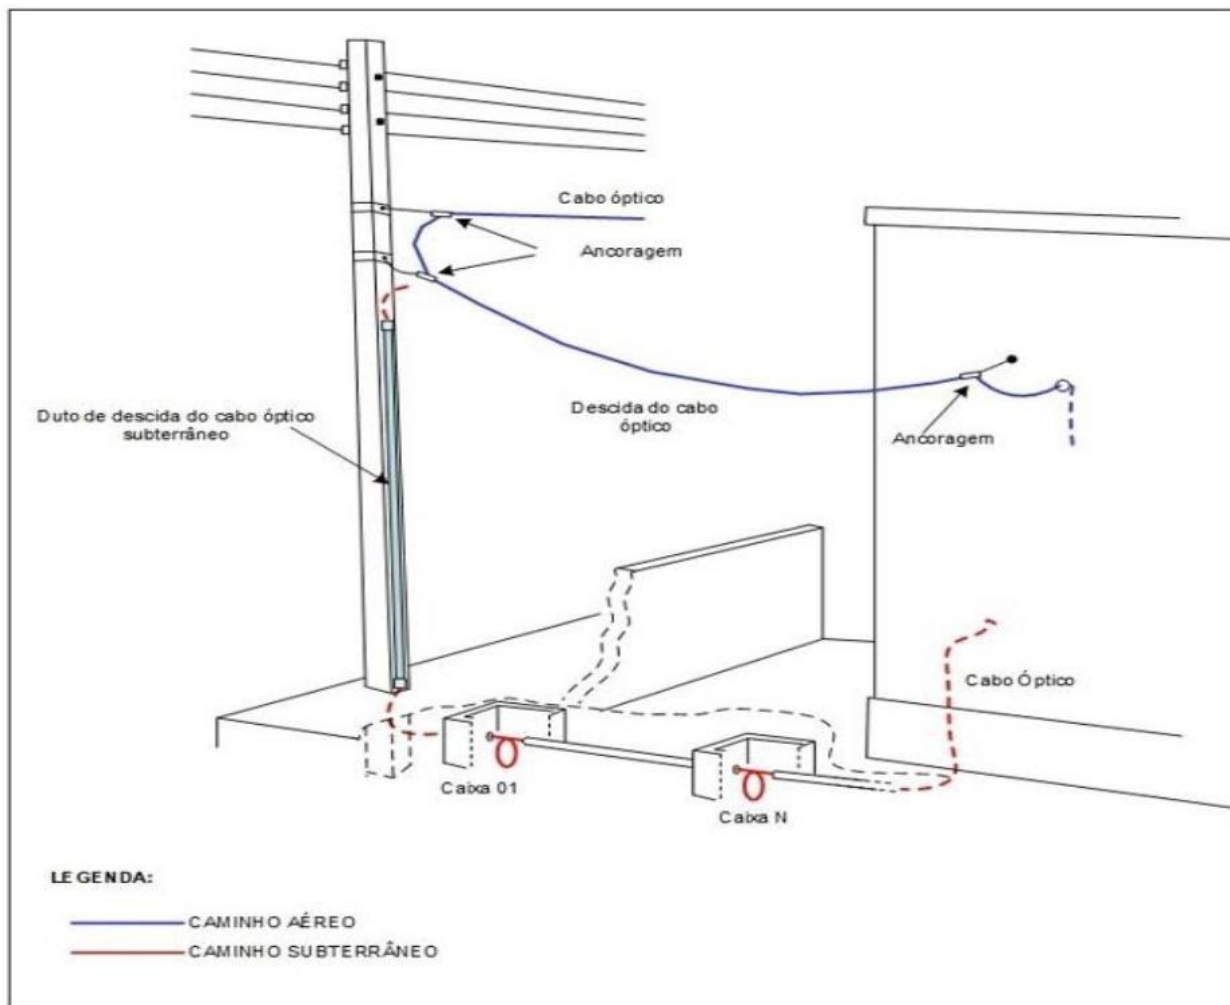 Cabo óptico
Ancoragem
Duto de descida do cabo óptico
subterrâneo
Descida do cabo
óptico
Ancoragem
Cabo Óptico
Caixa 01
Caixa N
LEGENDA:
CAMINHO AÉREO
CAMINHO SUBTERRÂNEO